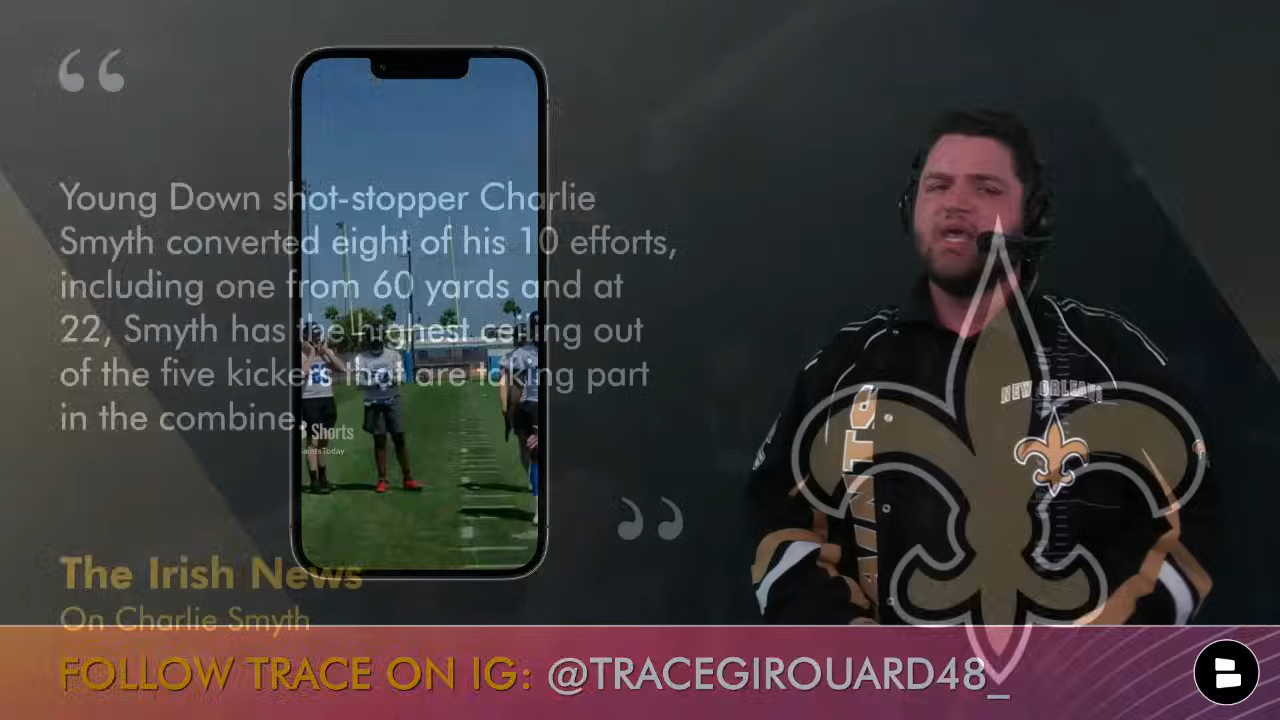 Young Down shot-stopper Charlie
Smyth converted eight of his 10 efforts,
including one from 60 yards and at
22, Smyth has the highest ceiling out
of the five kickers that are taking part
in the combine.
Shorts
SaintsToday
The Irish News
On Charlie Smyth
NEW ORLEANS
SAINTS
FOLLOW TRACE ON IG: @TRACEGIROUARD48_